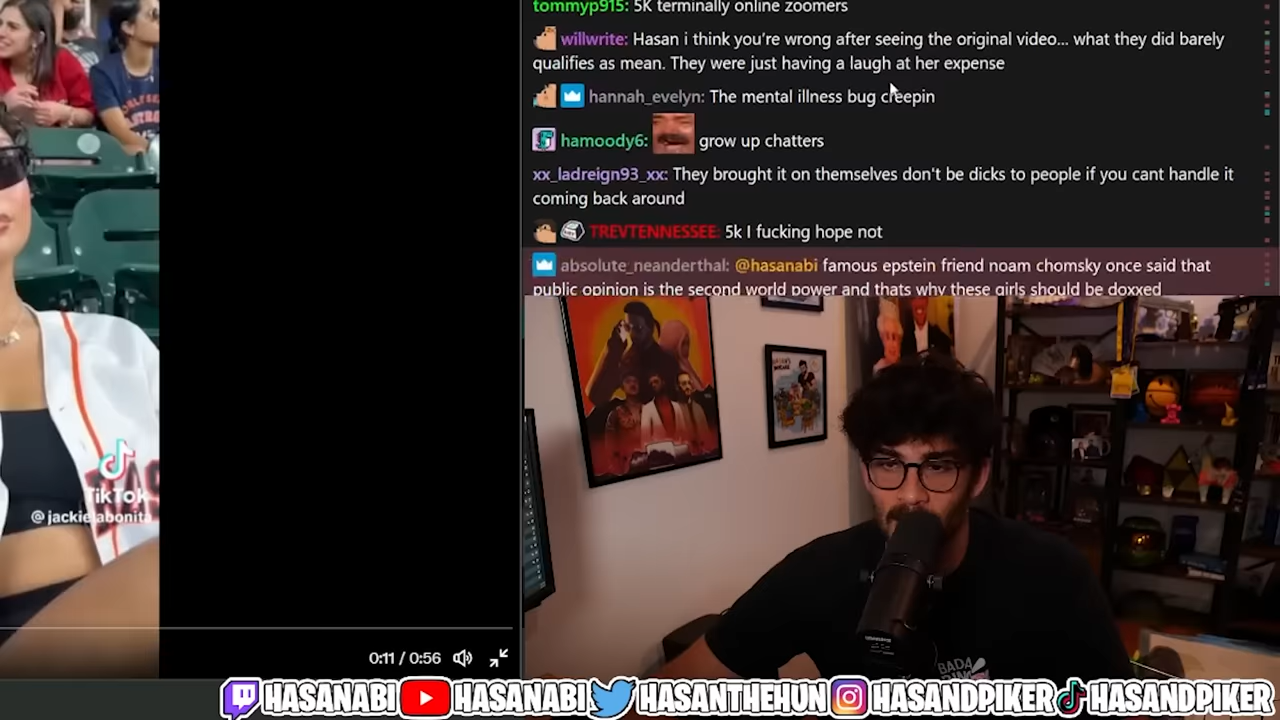 tommyp915: 5K terminally online zoomers
willwrite: Hasan i think you're wrong after seeing the original video... what they did barely
qualifies as mean. They were just having a laugh at her expense
hannah_evelyn: The mental illness bug creepin
hamoody6: grow up chatters
xx_ladreign93_xx: They brought it on themselves don't be dicks to people if you cant handle it
coming back around
TREVTENNESSEE: 5k I fucking hope not
absolute_neanderthal: @hasanabi famous epstein friend noam chomsky once said that
public opinion is the second world power and thats why these girls should be doxxed
TikTok
@jackielabonita
0:11 / 0:56
BADA
HASANABI HASANABI HASANTHEHUN HASANDPIKER HASANDPIKER